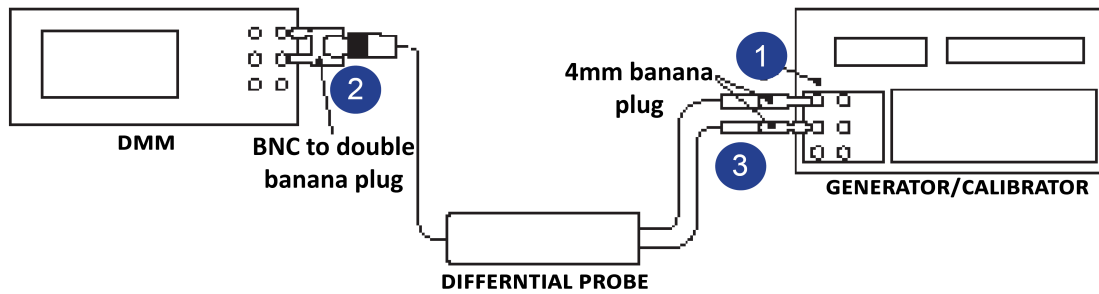 1
4mm banana
plug
2
DMM
BNC to double
banana plug
3
GENERATOR/CALIBRATOR
DIFFERNTIAL PROBE